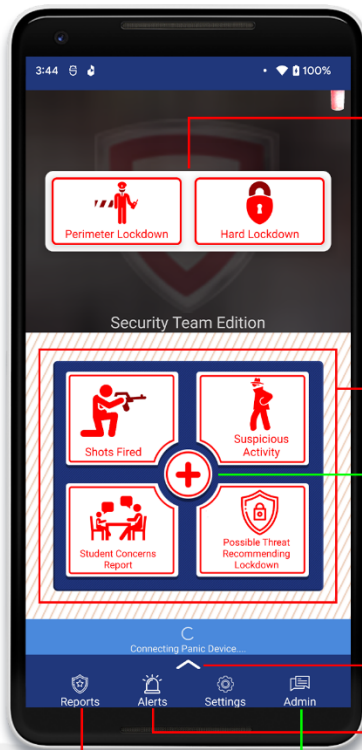 3:44 100%
Perimeter Lockdown Hard Lockdown
Security Team Edition
Shots Fired Suspicious
Activity
Student Concerns
Report
Possible Threat
Recommending
Lockdown
Connecting Panic Device....
Reports Alerts Settings Admin